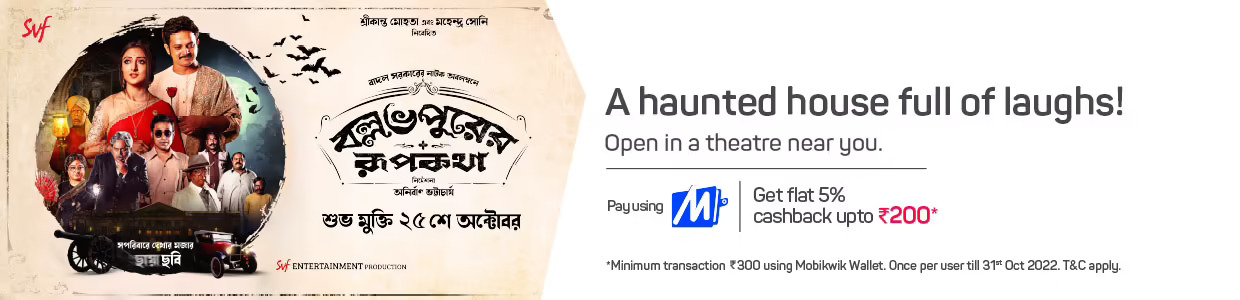 Svf
শ্রীকান্ত মোহতা এবং মহেন্দ্র সোনি
নিবেদিত
বাদল সরকারের নাটক অবলম্বনে
বল্লভপুরের
রূপকথা
নির্দেশনা
অনির্বাণ ভট্টাচার্য
শুভ মুক্তি ২৫ শে অক্টোবর
সপরিবারে দেখার মজার
ছায়া ছবি
Svf ENTERTAINMENT PRODUCTION
A haunted house full of laughs!
Open in a theatre near you.
Pay using
Get flat 5%
cashback upto ₹200*
*Minimum transaction ₹300 using Mobikwik Wallet. Once per user till 31st Oct 2022. T&C apply.